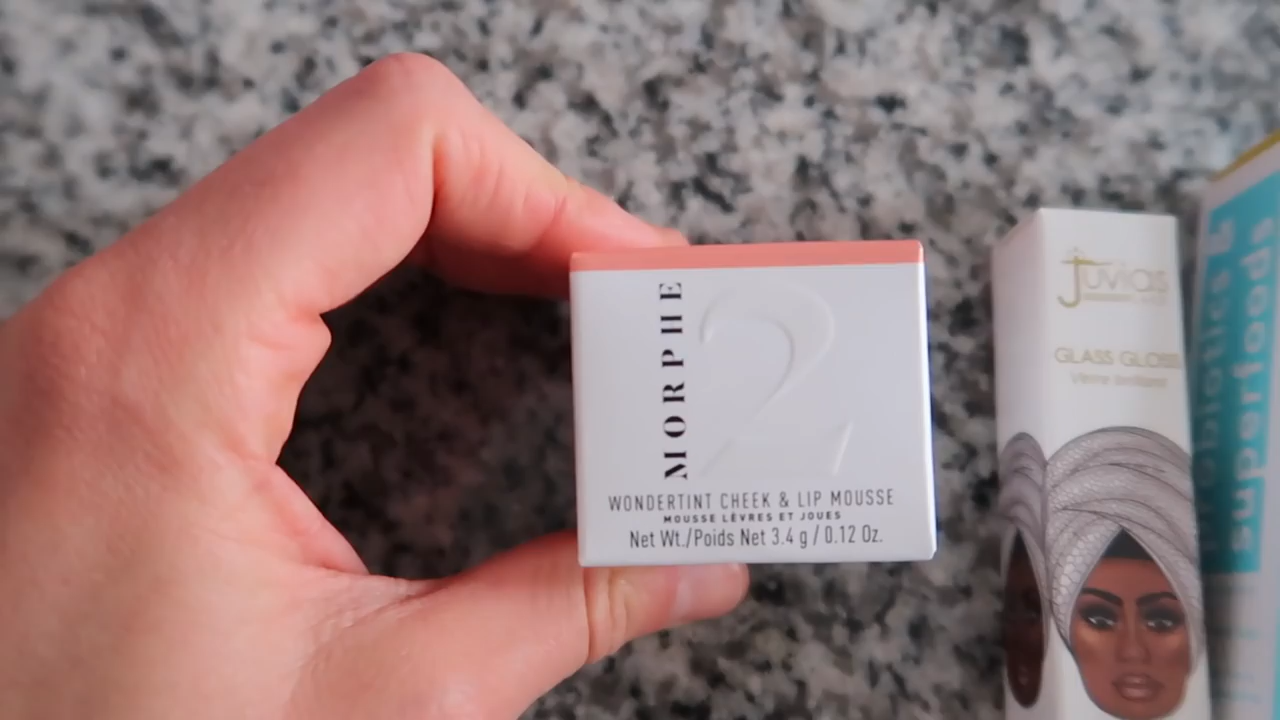 MORPHE
2
WONDERTINT CHEEK & LIP MOUSSE
MOUSSE LÈVRES ET JOUES
Net Wt./Poids Net 3.4 g / 0.12 Oz.
Juvia's
GLASS GLOSS
superfoods